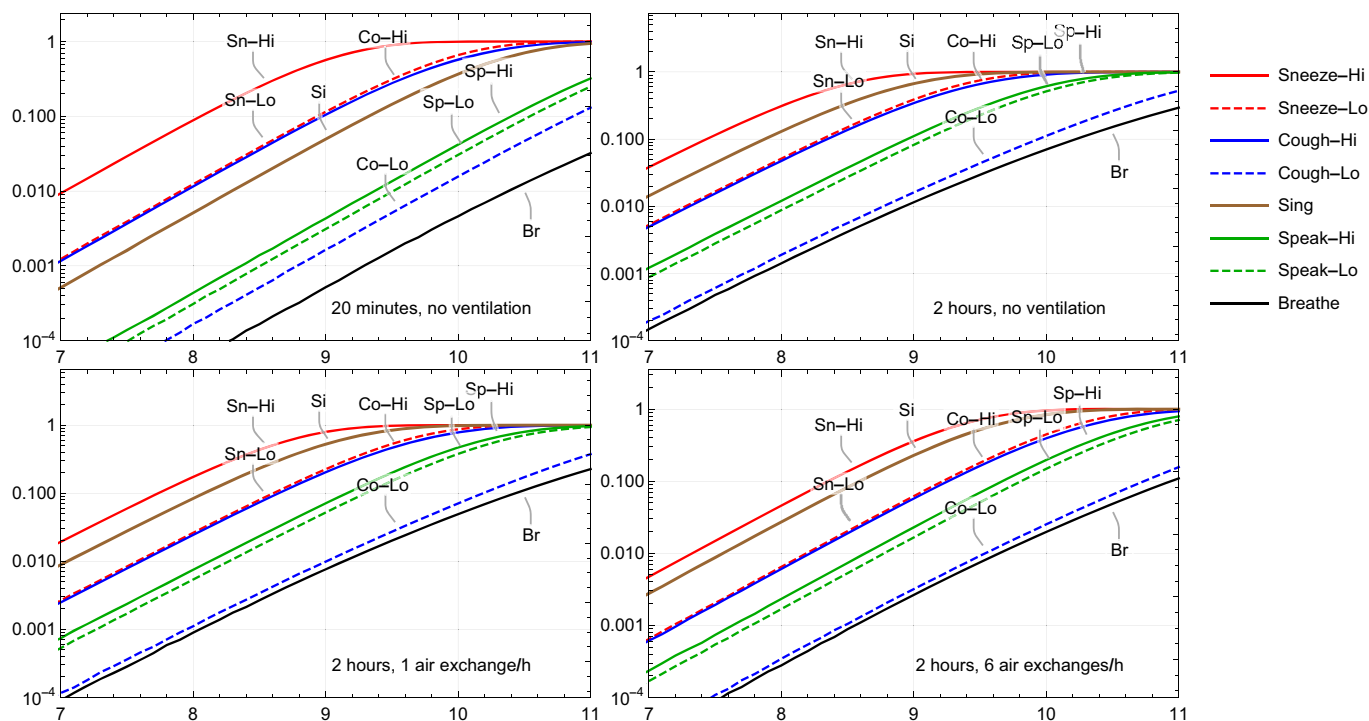 1
0.100
0.010
0.001
10⁻⁴
7
8
9
10
11
Sn–Hi
Co–Hi
Sp–Hi
Sn–Lo
Si
Sp–Lo
Co–Lo
Br
20 minutes, no ventilation
1
0.100
0.010
0.001
10⁻⁴
7
8
9
10
11
Sp–Hi
Sn–Hi
Si
Co–Hi
Sp–Lo
Sn–Lo
Co–Lo
Br
2 hours, no ventilation
Sneeze–Hi
Sneeze–Lo
Cough–Hi
Cough–Lo
Sing
Speak–Hi
Speak–Lo
Breathe
1
0.100
0.010
0.001
10⁻⁴
7
8
9
10
11
Sp–Hi
Sn–Hi
Si
Co–Hi
Sp–Lo
Sn–Lo
Co–Lo
Br
2 hours, 1 air exchange/h
1
0.100
0.010
0.001
10⁻⁴
7
8
9
10
11
Sp–Hi
Sn–Hi
Si
Co–Hi
Sp–Lo
Sn–Lo
Co–Lo
Br
2 hours, 6 air exchanges/h